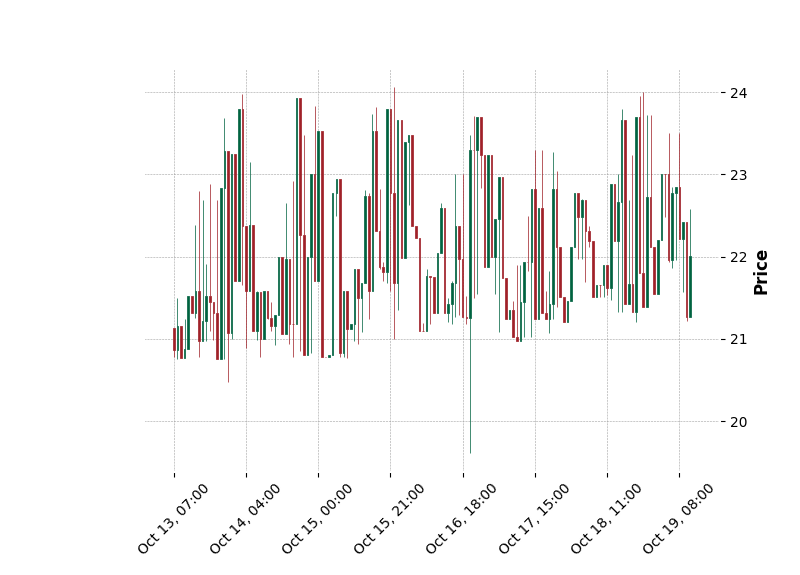 24
23
22
21
20
Price
Oct 13, 07:00
Oct 14, 04:00
Oct 15, 00:00
Oct 15, 21:00
Oct 16, 18:00
Oct 17, 15:00
Oct 18, 11:00
Oct 19, 08:00